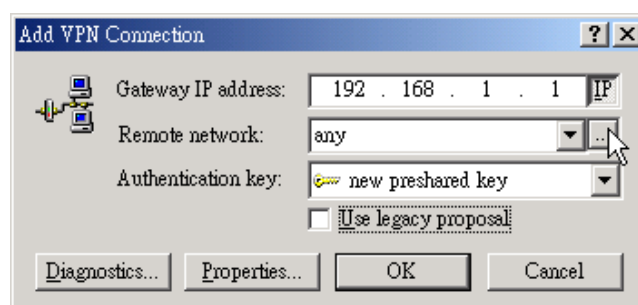 Add VPN Connection
Gateway IP address: 192 . 168 . 1 . 1 IP
Remote network: any ...
Authentication key: new preshared key
Use legacy proposal
Diagnostics... Properties... OK Cancel